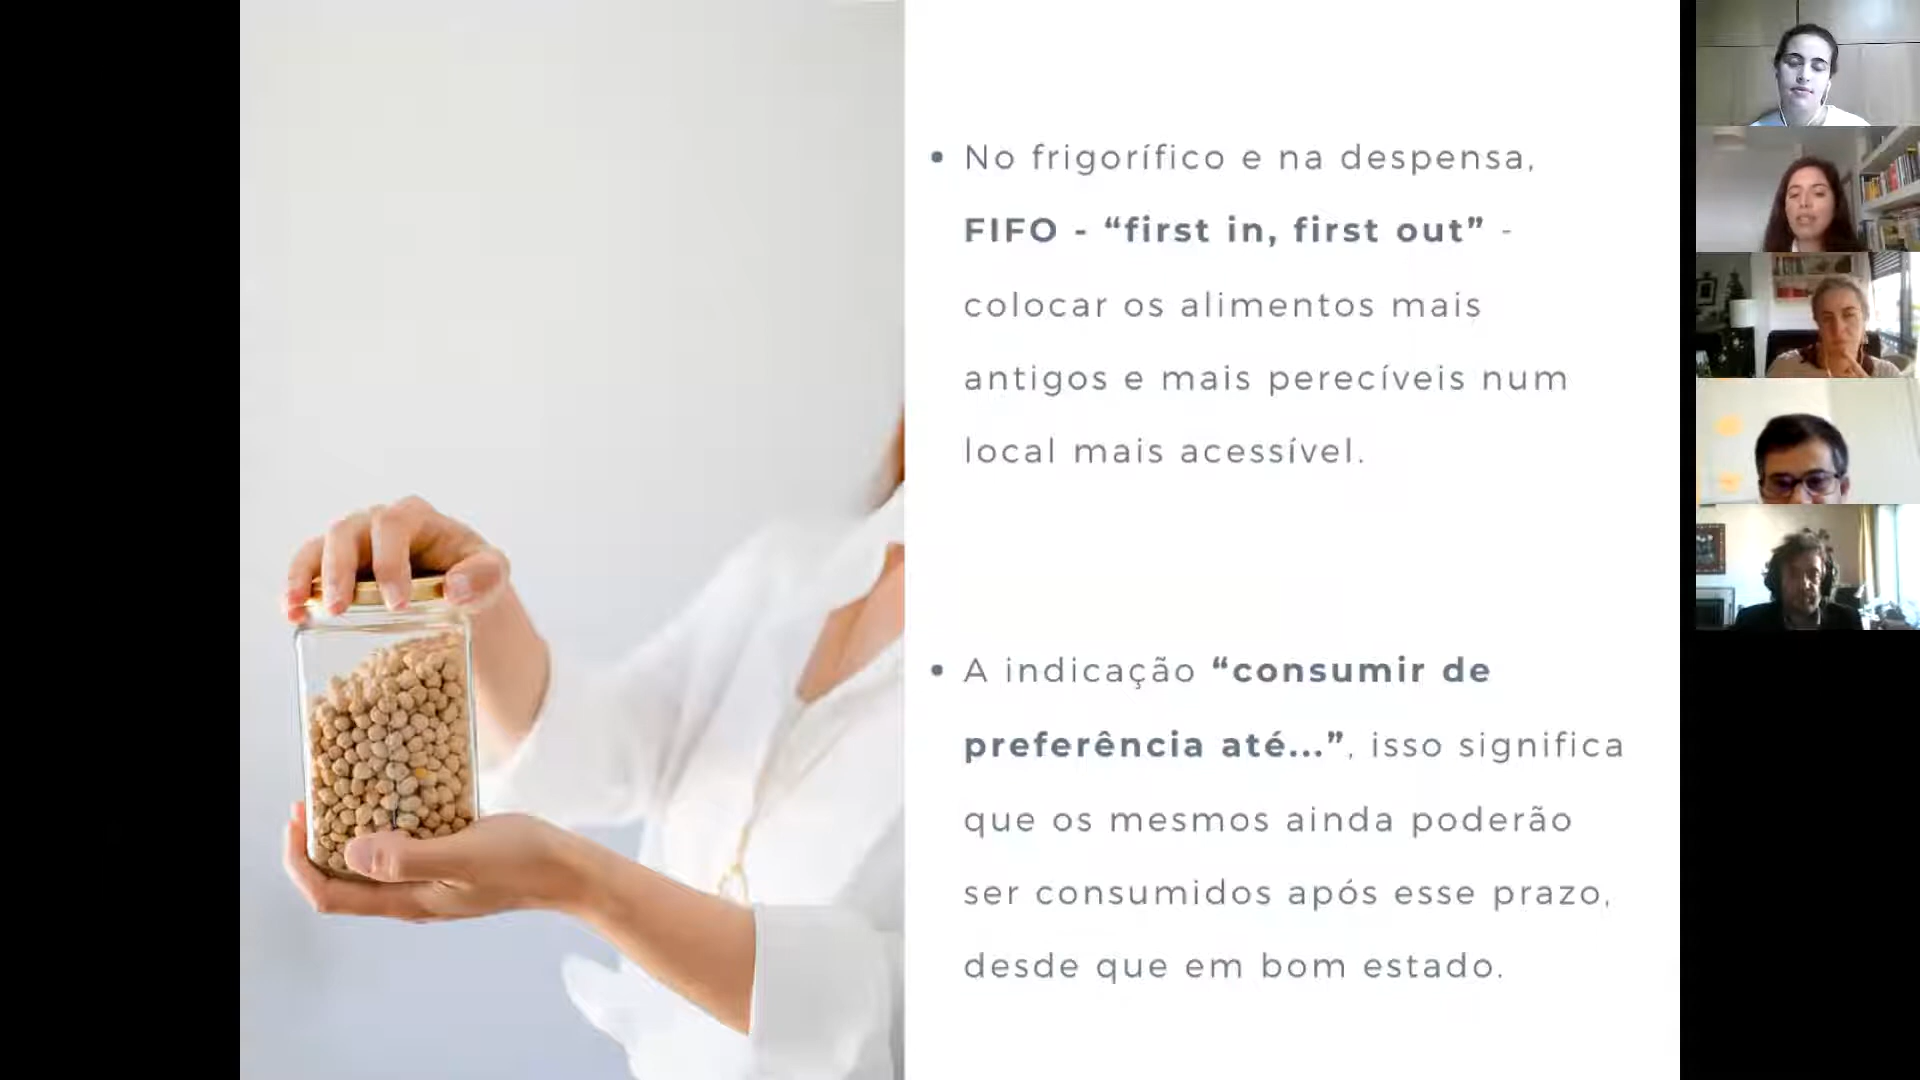 • No frigorífico e na despensa,
FIFO - “first in, first out” -
colocar os alimentos mais
antigos e mais perecíveis num
local mais acessível.
• A indicação “consumir de
preferência até...”, isso significa
que os mesmos ainda poderão
ser consumidos após esse prazo,
desde que em bom estado.